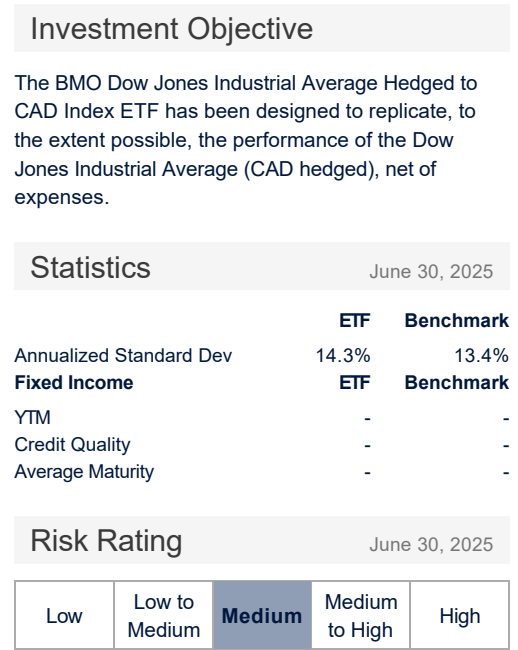 Investment Objective
The BMO Dow Jones Industrial Average Hedged to
CAD Index ETF has been designed to replicate, to
the extent possible, the performance of the Dow
Jones Industrial Average (CAD hedged), net of
expenses.
Statistics June 30, 2025
ETF Benchmark
Annualized Standard Dev 14.3% 13.4%
Fixed Income ETF Benchmark
YTM - -
Credit Quality - -
Average Maturity - -
Risk Rating June 30, 2025
Low Low to Medium Medium Medium to High High